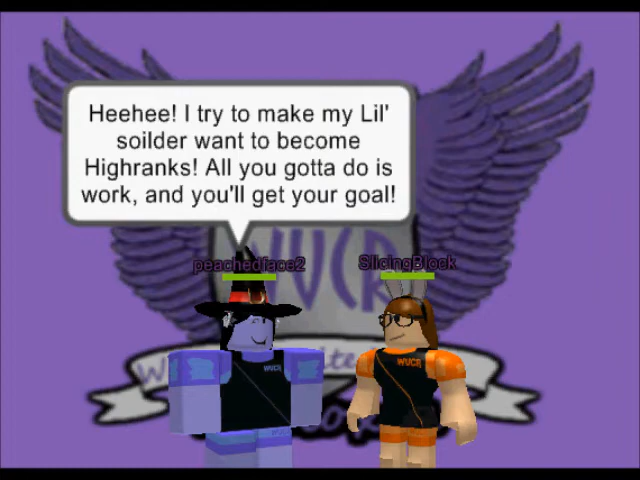 Heehee! I try to make my Lil'
soilder want to become
Highranks! All you gotta do is
work, and you'll get your goal!
peachedface2
SlicingBlock
WUCR
WUCR
WUCR